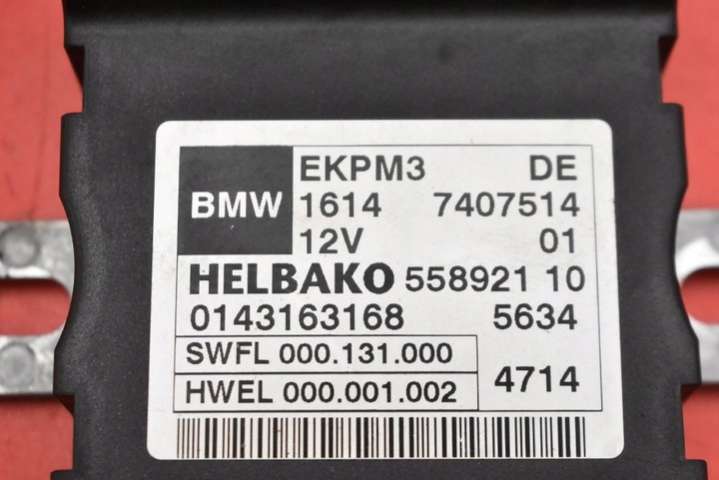 EKPM3 DE
BMW 1614 7407514
12V 01
HELBAKO 558921 10
0143163168 5634
SWFL 000.131.000
HWEL 000.001.002 4714